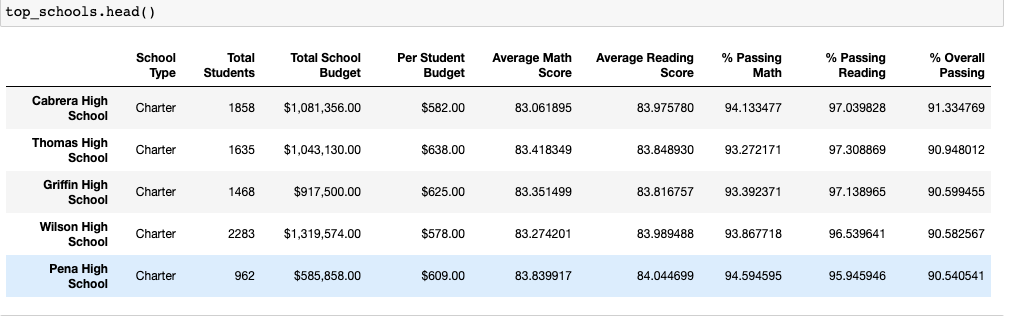 top_schools.head()
School Type Total Students Total School Budget Per Student Budget Average Math Score Average Reading Score % Passing Math % Passing Reading % Overall Passing
Cabrera High School Charter 1858 $1,081,356.00 $582.00 83.061895 83.975780 94.133477 97.039828 91.334769
Thomas High School Charter 1635 $1,043,130.00 $638.00 83.418349 83.848930 93.272171 97.308869 90.948012
Griffin High School Charter 1468 $917,500.00 $625.00 83.351499 83.816757 93.392371 97.138965 90.599455
Wilson High School Charter 2283 $1,319,574.00 $578.00 83.274201 83.989488 93.867718 96.539641 90.582567
Pena High School Charter 962 $585,858.00 $609.00 83.839917 84.044699 94.594595 95.945946 90.540541